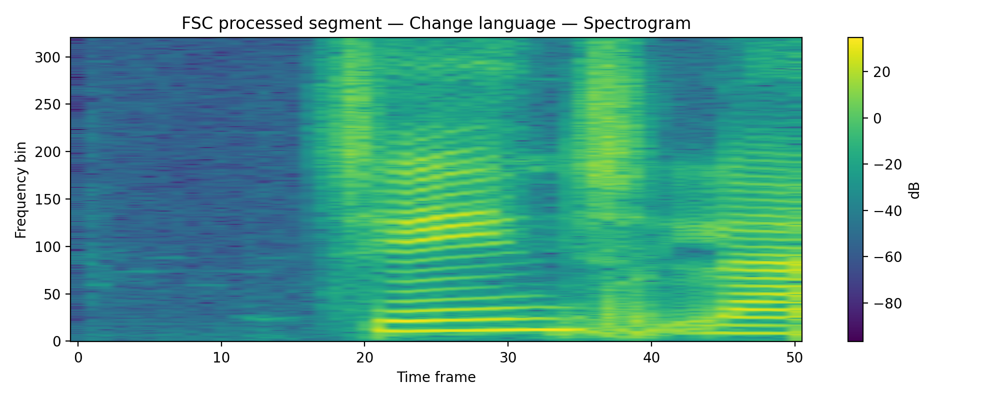 FSC processed segment — Change language — Spectrogram
Frequency bin
300
250
200
150
100
50
0
0 10 20 30 40 50
Time frame
20
0
−20
−40
−60
−80
dB